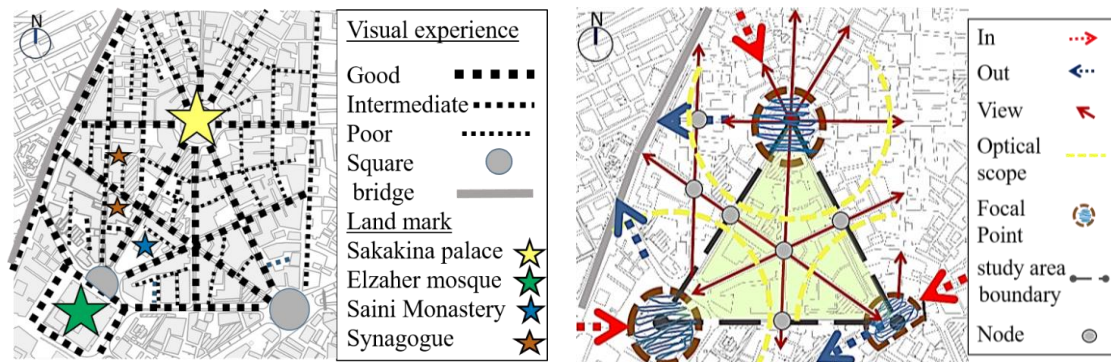 N
Visual experience
Good
Intermediate
Poor
Square
bridge
Land mark
Sakakina palace
Elzaher mosque
Saini Monastery
Synagogue
N
In
Out
View
Optical
scope
Focal
Point
study area
boundary
Node